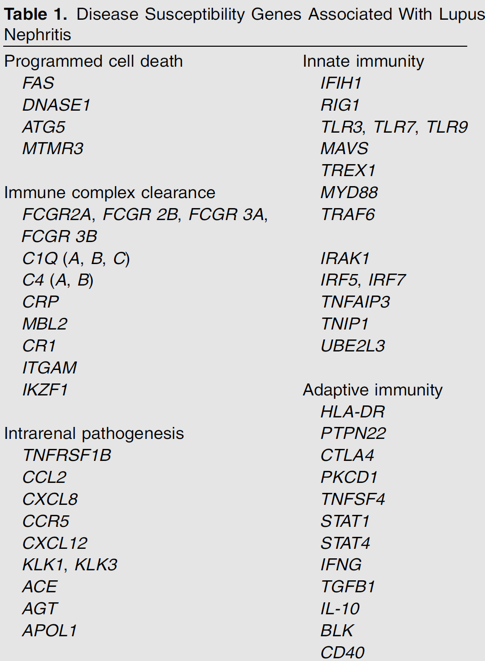 Table 1. Disease Susceptibility Genes Associated With Lupus
Nephritis
Programmed cell death
FAS
DNASE1
ATG5
MTMR3
Immune complex clearance
FCGR2A, FCGR 2B, FCGR 3A,
FCGR 3B
C1Q (A, B, C)
C4 (A, B)
CRP
MBL2
CR1
ITGAM
IKZF1
Intrarenal pathogenesis
TNFRSF1B
CCL2
CXCL8
CCR5
CXCL12
KLK1, KLK3
ACE
AGT
APOL1
Innate immunity
IFIH1
RIG1
TLR3, TLR7, TLR9
MAVS
TREX1
MYD88
TRAF6
IRAK1
IRF5, IRF7
TNFAIP3
TNIP1
UBE2L3
Adaptive immunity
HLA-DR
PTPN22
CTLA4
PKCD1
TNFSF4
STAT1
STAT4
IFNG
TGFB1
IL-10
BLK
CD40